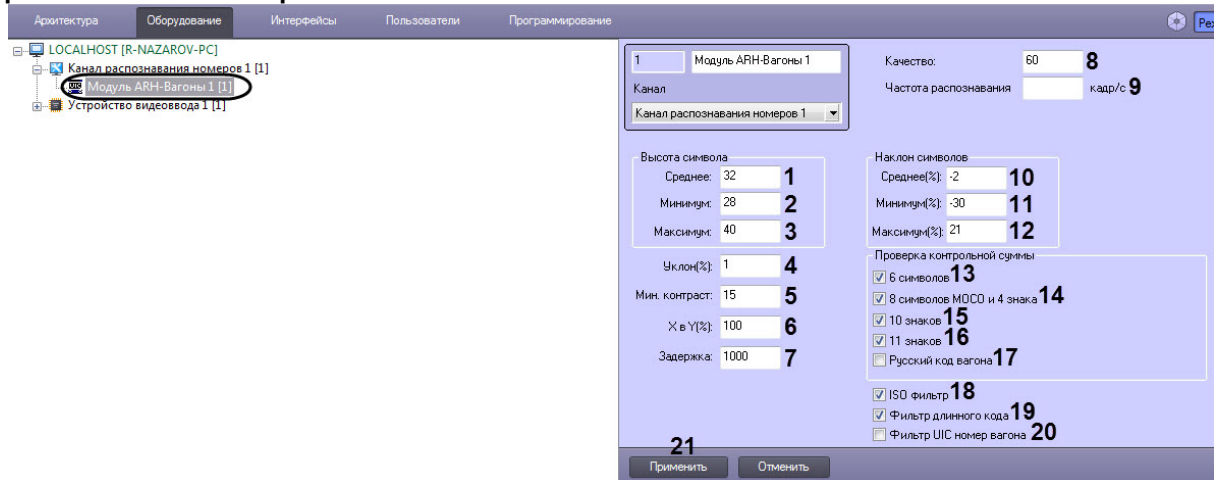 Архитектура Оборудование Интерфейсы Пользователи Программирование
LOCALHOST [R-NAZAROV-PC]
Канал распознавания номеров 1 [1]
UIC Модуль ARH-Вагоны 1 [1]
Устройство видеоввода 1 [1]
1 Модуль ARH-Вагоны 1
Канал
Канал распознавания номеров 1
Качество: 60 8
Частота распознавания кадр/с 9
Высота символа
Среднее: 32 1
Минимум: 28 2
Максимум: 40 3
Уклон(%): 1 4
Мин. контраст: 15 5
X в Y(%): 100 6
Задержка: 1000 7
Наклон символов
Среднее(%): -2 10
Минимум(%): -30 11
Максимум(%): 21 12
Проверка контрольной суммы
6 символов 13
8 символов МОСО и 4 знака 14
10 знаков 15
11 знаков 16
Русский код вагона 17
ISO фильтр 18
Фильтр длинного кода 19
Фильтр UIC номер вагона 20
21
Применить Отменить